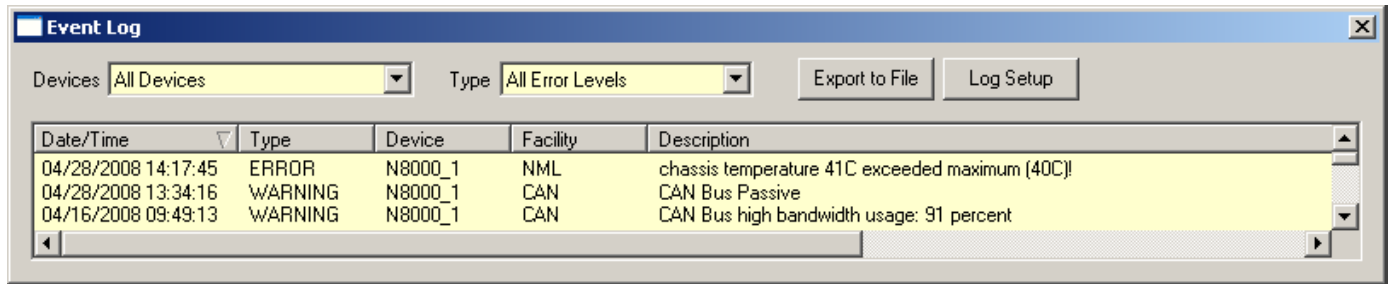 Event Log
Devices All Devices Type All Error Levels Export to File Log Setup
Date/Time Type Device Facility Description
04/28/2008 14:17:45 ERROR N8000_1 NML chassis temperature 41C exceeded maximum (40C)!
04/28/2008 13:34:16 WARNING N8000_1 CAN CAN Bus Passive
04/16/2008 09:49:13 WARNING N8000_1 CAN CAN Bus high bandwidth usage: 91 percent